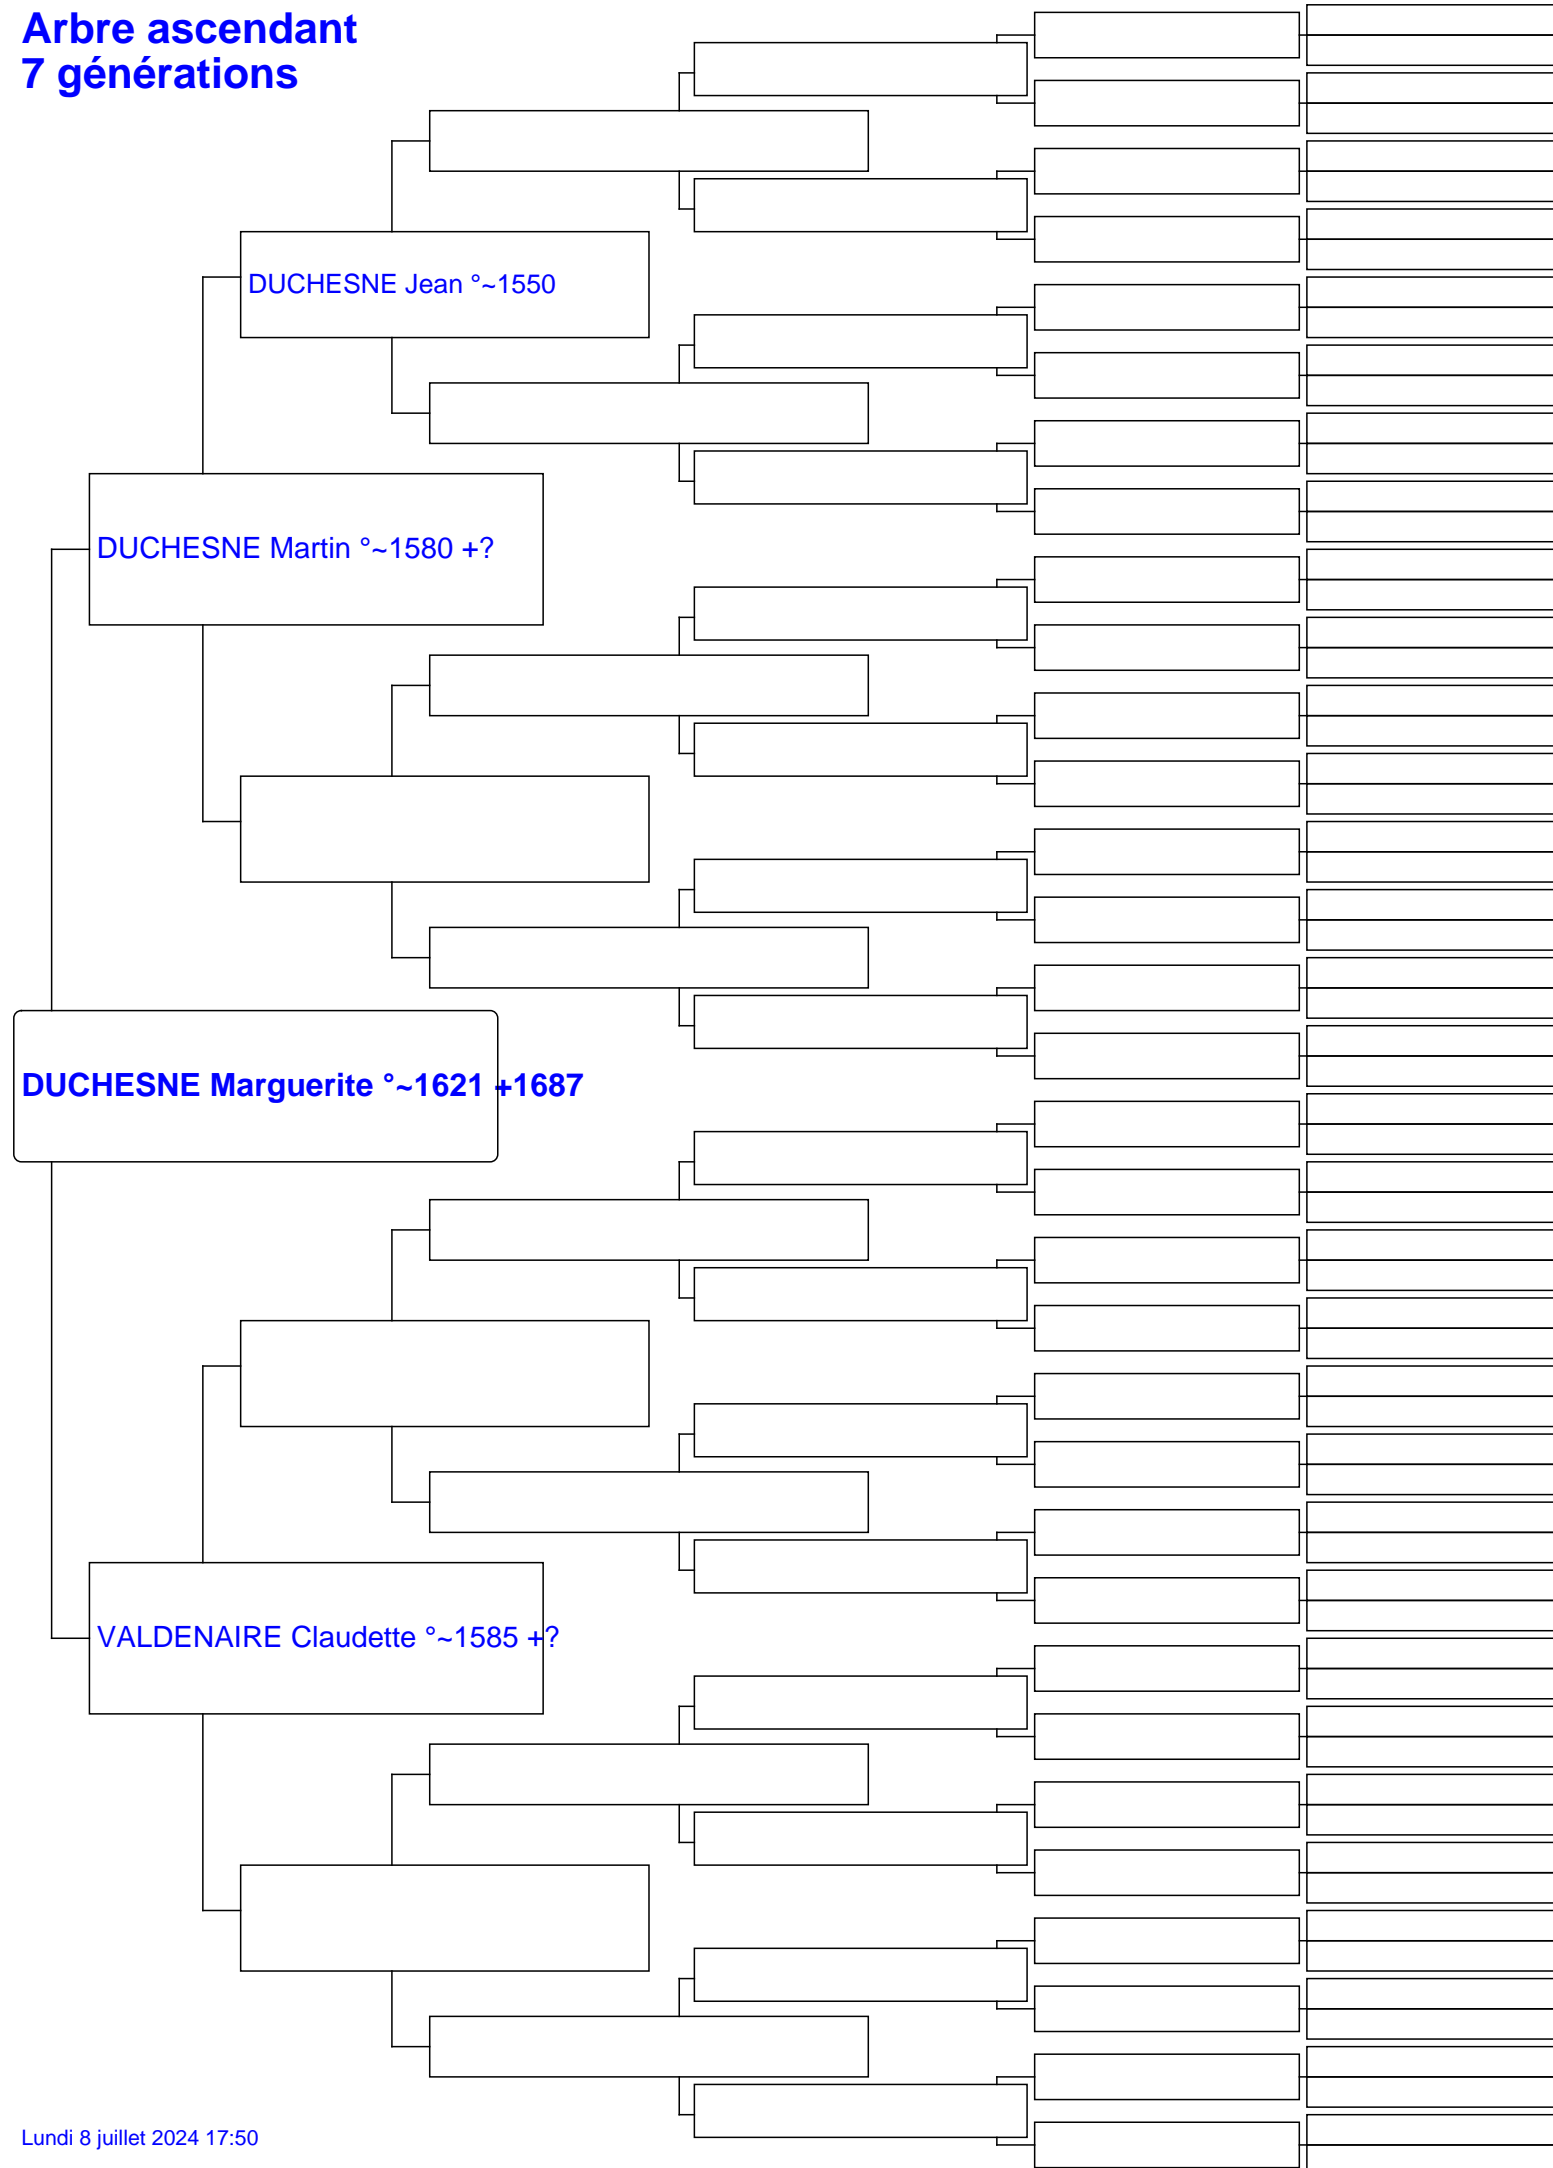 Arbre ascendant
7 générations
DUCHESNE Jean °~1550
DUCHESNE Martin °~1580 +?
DUCHESNE Marguerite °~1621 +1687
VALDENAIRE Claudette °~1585 +?
Lundi 8 juillet 2024 17:50